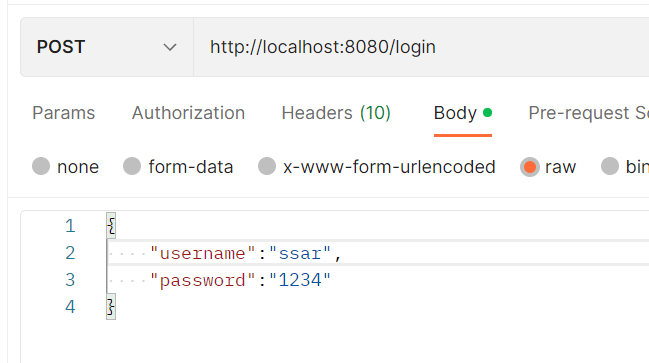 POST http://localhost:8080/login
Params Authorization Headers (10) Body Pre-request Sc
none form-data x-www-form-urlencoded raw bin
1 {
2 "username":"ssar",
3 "password":"1234"
4 }